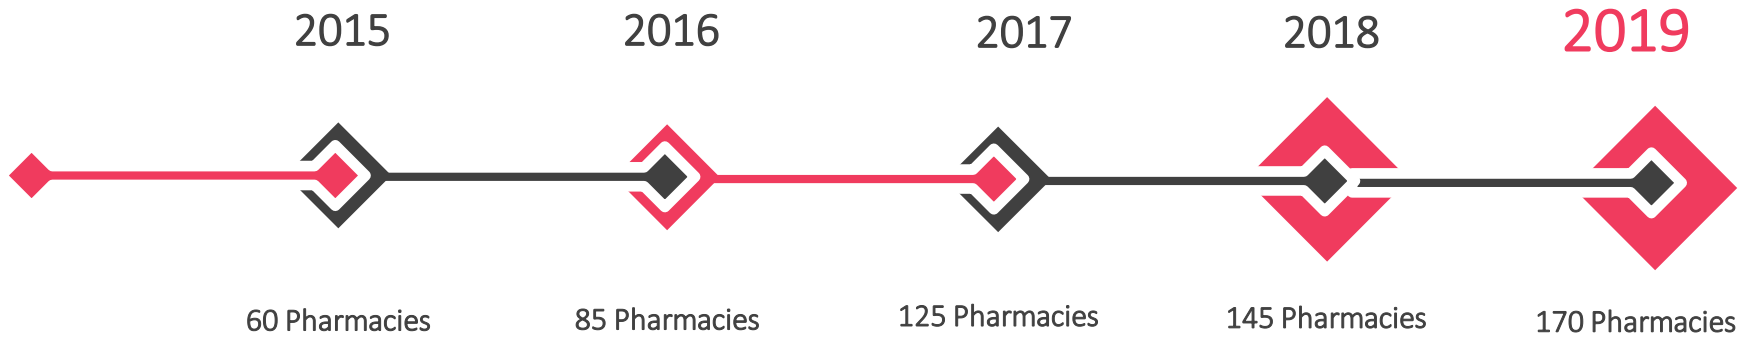 2015
2016
2017
2018
2019
60 Pharmacies
85 Pharmacies
125 Pharmacies
145 Pharmacies
170 Pharmacies